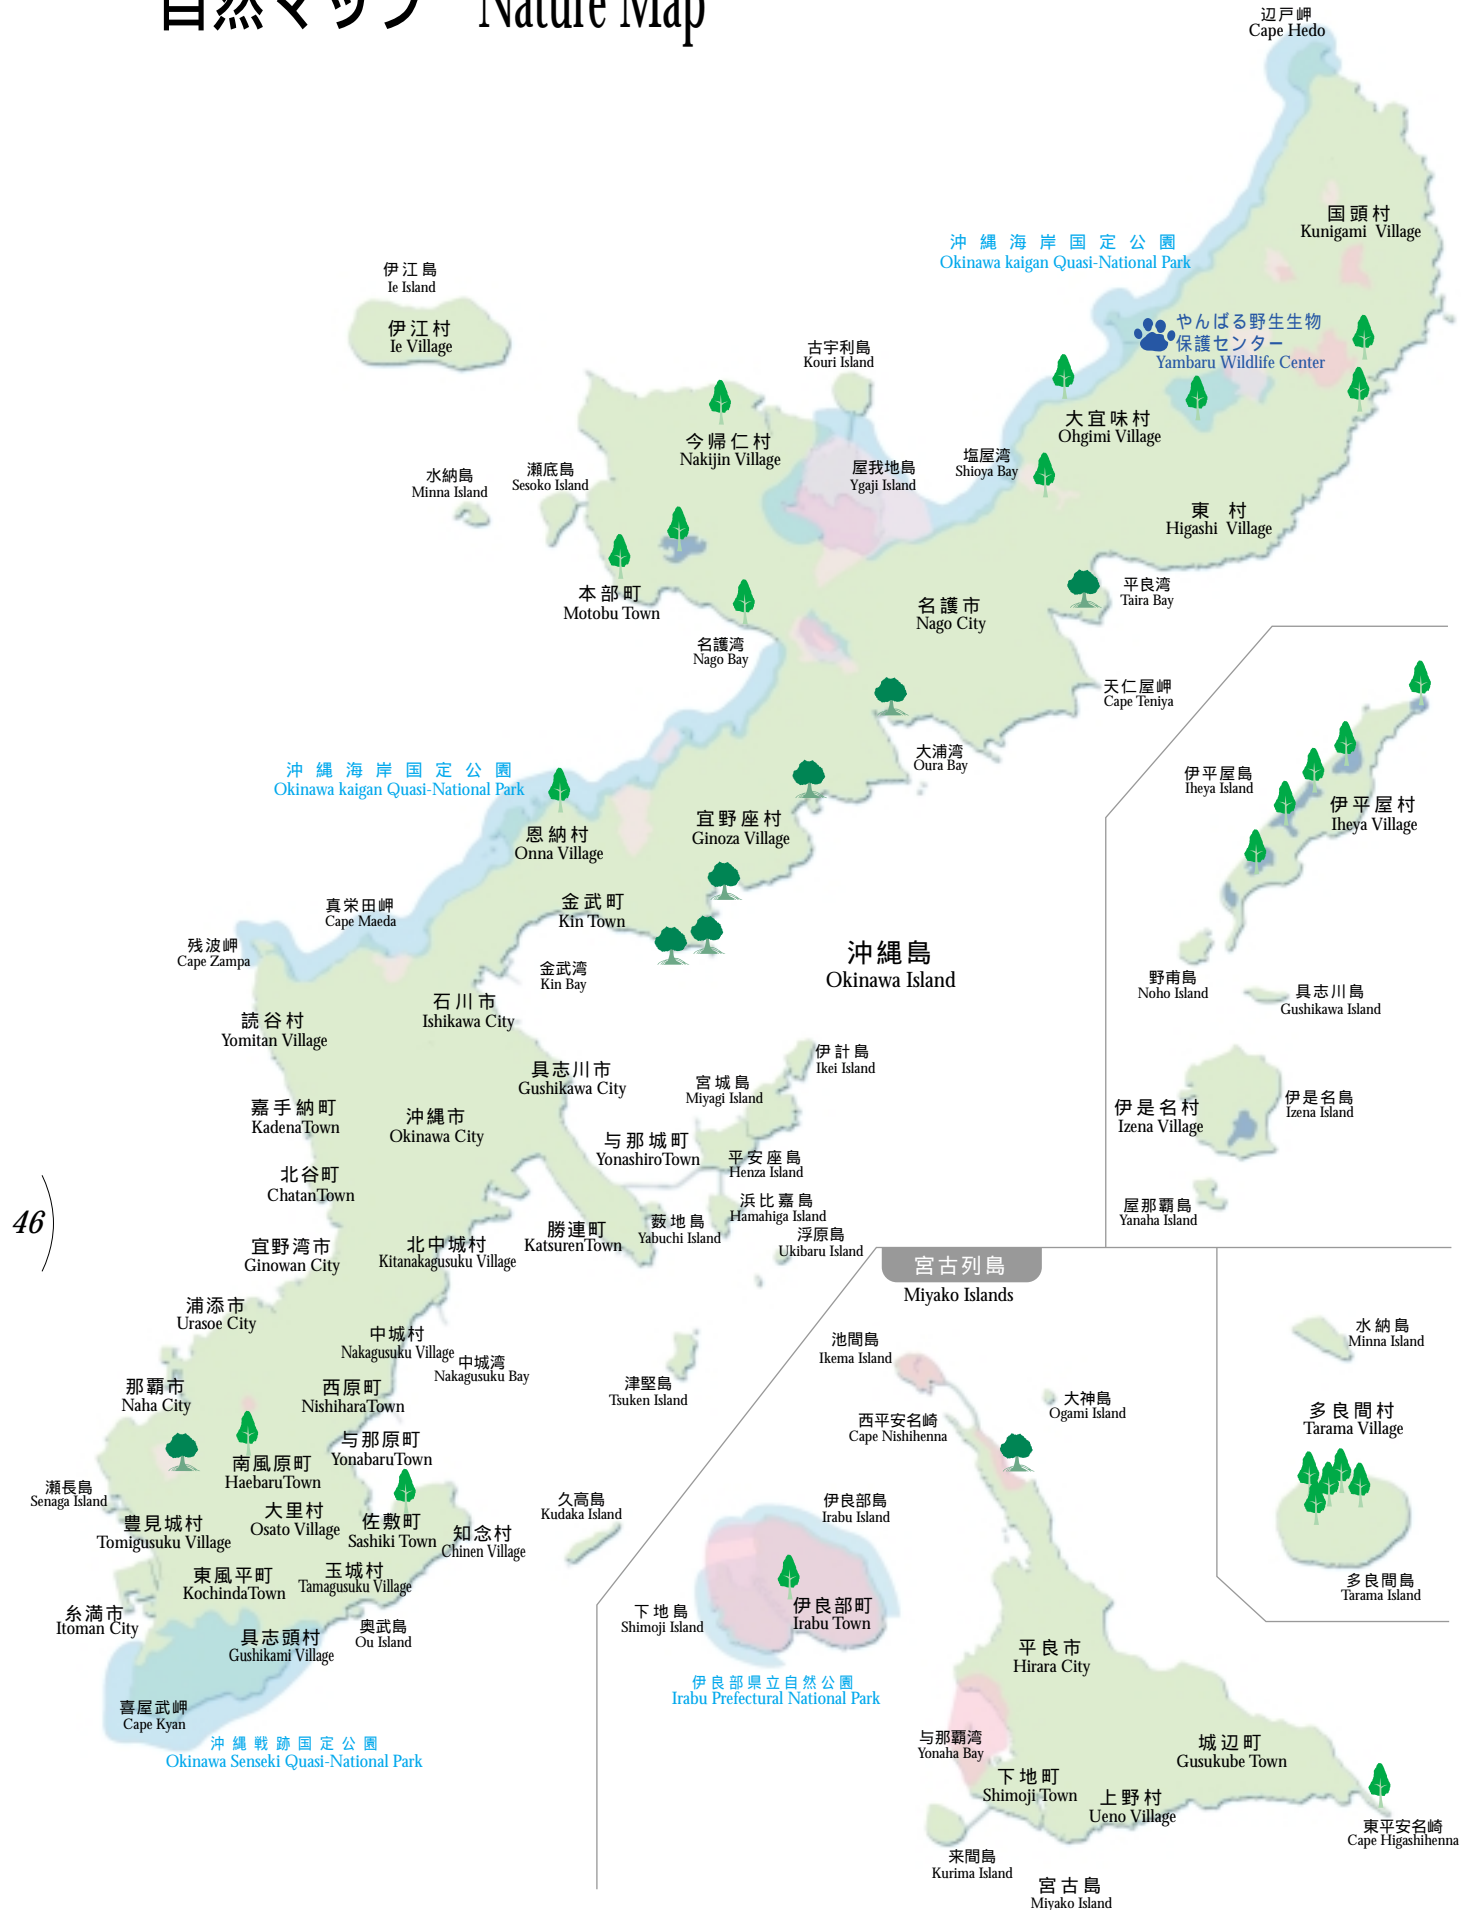 自然マップ Nature Map
辺戸岬
Cape Hedo
国頭村
Kunigami Village
沖縄海岸国定公園
Okinawa kaigan Quasi-National Park
やんばる野生生物
保護センター
Yambaru Wildlife Center
伊江島
Ie Island
伊江村
Ie Village
古宇利島
Kouri Island
大宜味村
Ohgimi Village
今帰仁村
Nakijin Village
塩屋湾
Shioya Bay
屋我地島
Ygaji Island
水納島
Minna Island
瀬底島
Sesoko Island
東 村
Higashi Village
本部町
Motobu Town
平良湾
Taira Bay
名護市
Nago City
名護湾
Nago Bay
天仁屋岬
Cape Teniya
大浦湾
Oura Bay
沖縄海岸国定公園
Okinawa kaigan Quasi-National Park
伊平屋島
Iheya Island
伊平屋村
Iheya Village
宜野座村
Ginoza Village
恩納村
Onna Village
金武町
Kin Town
真栄田岬
Cape Maeda
残波岬
Cape Zampa
金武湾
Kin Bay
沖縄島
Okinawa Island
野甫島
Noho Island
具志川島
Gushikawa Island
石川市
Ishikawa City
読谷村
Yomitan Village
伊計島
Ikei Island
具志川市
Gushikawa City
宮城島
Miyagi Island
伊是名村
Izena Village
伊是名島
Izena Island
嘉手納町
KadenaTown
沖縄市
Okinawa City
与那城町
YonashiroTown
平安座島
Henza Island
北谷町
ChatanTown
浜比嘉島
Hamahiga Island
屋那覇島
Yanaha Island
46
藪地島
Yabuchi Island
勝連町
KatsurenTown
浮原島
Ukibaru Island
宜野湾市
Ginowan City
北中城村
Kitanakagusuku Village
宮古列島
Miyako Islands
浦添市
Urasoe City
中城村
Nakagusuku Village
中城湾
Nakagusuku Bay
池間島
Ikema Island
水納島
Minna Island
那覇市
Naha City
西原町
NishiharaTown
津堅島
Tsuken Island
大神島
Ogami Island
西平安名崎
Cape Nishihenna
多良間村
Tarama Village
与那原町
YonabaruTown
南風原町
HaebaruTown
瀬長島
Senaga Island
久高島
Kudaka Island
伊良部島
Irabu Island
大里村
Osato Village
豊見城村
Tomigusuku Village
佐敷町
Sashiki Town
知念村
Chinen Village
東風平町
KochindaTown
玉城村
Tamagusuku Village
多良間島
Tarama Island
糸満市
Itoman City
奥武島
Ou Island
下地島
Shimoji Island
伊良部町
Irabu Town
具志頭村
Gushikami Village
平良市
Hirara City
伊良部県立自然公園
Irabu Prefectural National Park
喜屋武岬
Cape Kyan
沖縄戦跡国定公園
Okinawa Senseki Quasi-National Park
与那覇湾
Yonaha Bay
城辺町
Gusukube Town
下地町
Shimoji Town
上野村
Ueno Village
東平安名崎
Cape Higashihenna
来間島
Kurima Island
宮古島
Miyako Island